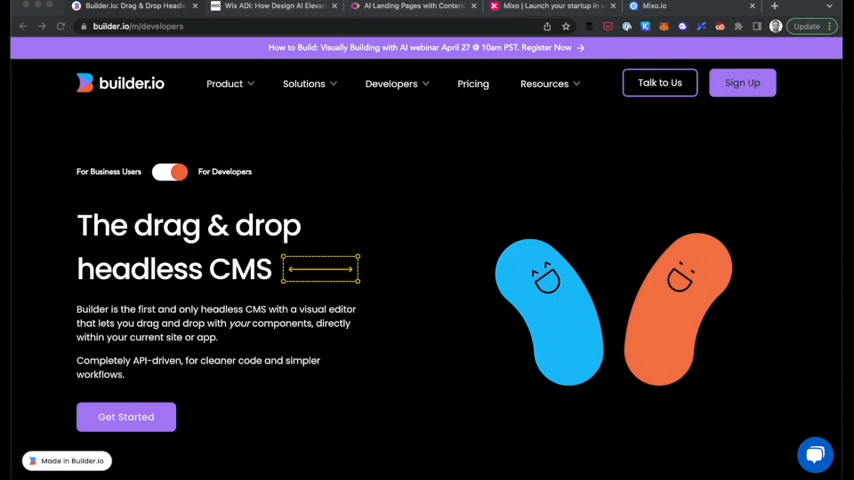 Builder.io: Drag & Drop Headl
Wix ADI: How Design AI Eleva
AI Landing Pages with Conten
Mixo | Launch your startup in s
Mixo.io
builder.io/m/developers
Update
How to Build: Visually Building with AI webinar April 27 @ 10am PST. Register Now →
builder.io
Product
Solutions
Developers
Pricing
Resources
Talk to Us
Sign Up
For Business Users
For Developers
The drag & drop
headless CMS
Builder is the first and only headless CMS with a visual editor
that lets you drag and drop with your components, directly
within your current site or app.
Completely API-driven, for cleaner code and simpler
workflows.
Get Started
Made in Builder.io